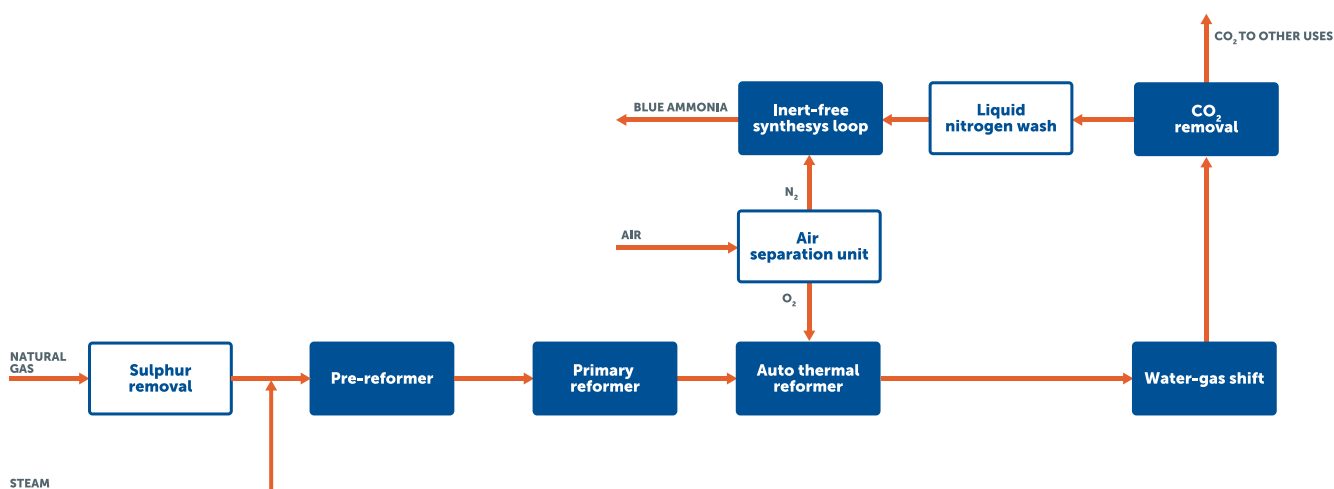 CO₂ TO OTHER USES
BLUE AMMONIA
Inert-free
synthesys loop
Liquid
nitrogen wash
CO₂
removal
N₂
AIR
Air
separation unit
O₂
NATURAL
GAS
Sulphur
removal
Pre-reformer
Primary
reformer
Auto thermal
reformer
Water-gas shift
STEAM